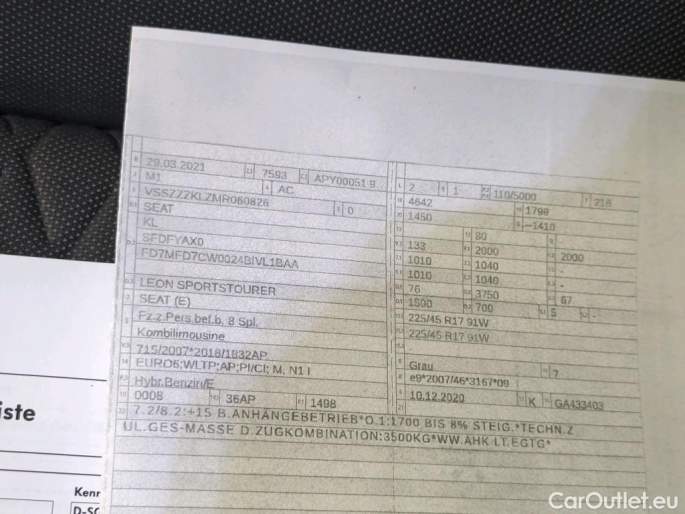 29.03.2021 7593 APY00051 9
M1 AC
VSSZZZKLZMR060826 0
SEAT
KL
SFDFYAX0
FD7MFD7CW0024BIVL1BAA
LEON SPORTSTOURER
SEAT (E)
Fz.z.Pers.bef.b. 8 Spl.
Kombilimousine
715/2007*2018/1832AP
EURO6;WLTP;AP;PI/CI; M, N1 I
Hybr.Benzin/E
0008 36AP 1498
2 1 110/5000 216
4642 1799
1450 —1410
80
133 2000 2000
1010 1040 -
1010 1040 -
76 3750 67
1500 700 5 -
225/45 R17 91W
225/45 R17 91W
Grau 7
e9*2007/46*3167*09
10.12.2020 K GA433403
7.2/8.2:+15 B.ANHÄNGEBETRIEB*O.1:1700 BIS 8% STEIG.*TECHN.Z
UL.GES-MASSE D.ZUGKOMBINATION:3500KG*WW.AHK LT.EGTG*
iste
Kenr
D-SC
CarOutlet.eu